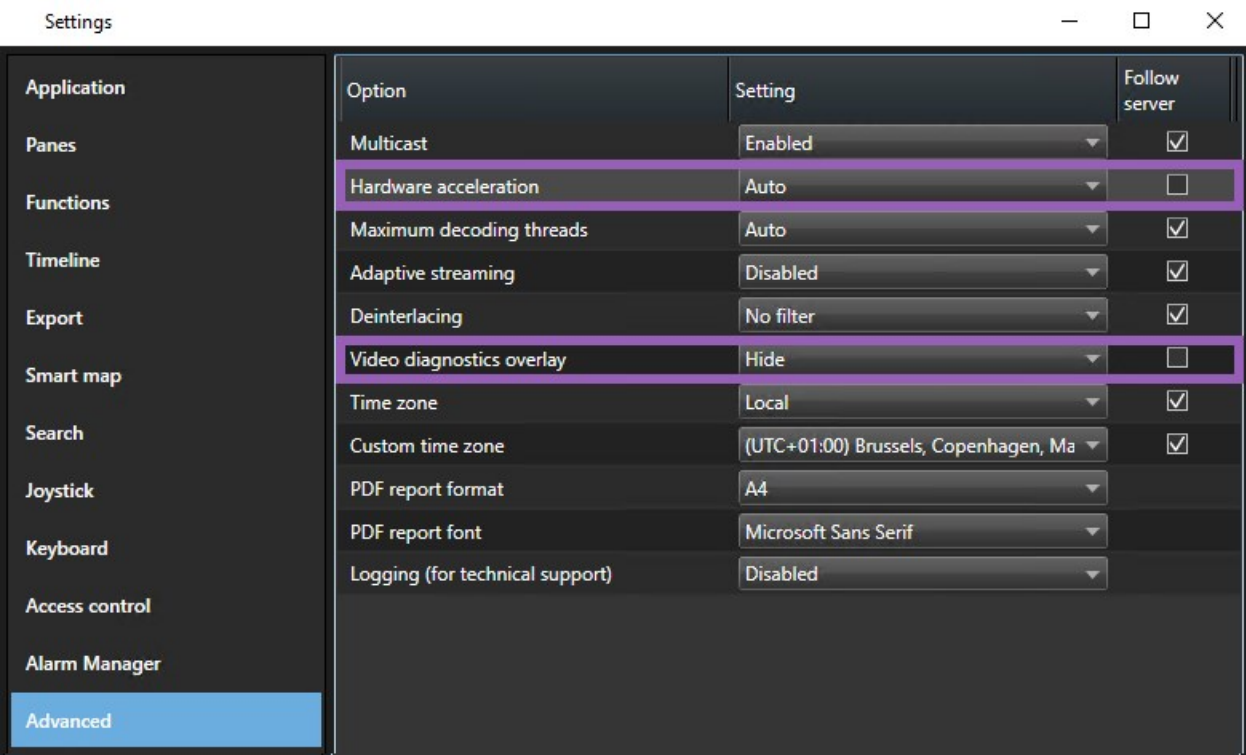 Settings
Application
Panes
Functions
Timeline
Export
Smart map
Search
Joystick
Keyboard
Access control
Alarm Manager
Advanced
Option Setting Follow server
Multicast Enabled
Hardware acceleration Auto
Maximum decoding threads Auto
Adaptive streaming Disabled
Deinterlacing No filter
Video diagnostics overlay Hide
Time zone Local
Custom time zone (UTC+01:00) Brussels, Copenhagen, Ma
PDF report format A4
PDF report font Microsoft Sans Serif
Logging (for technical support) Disabled